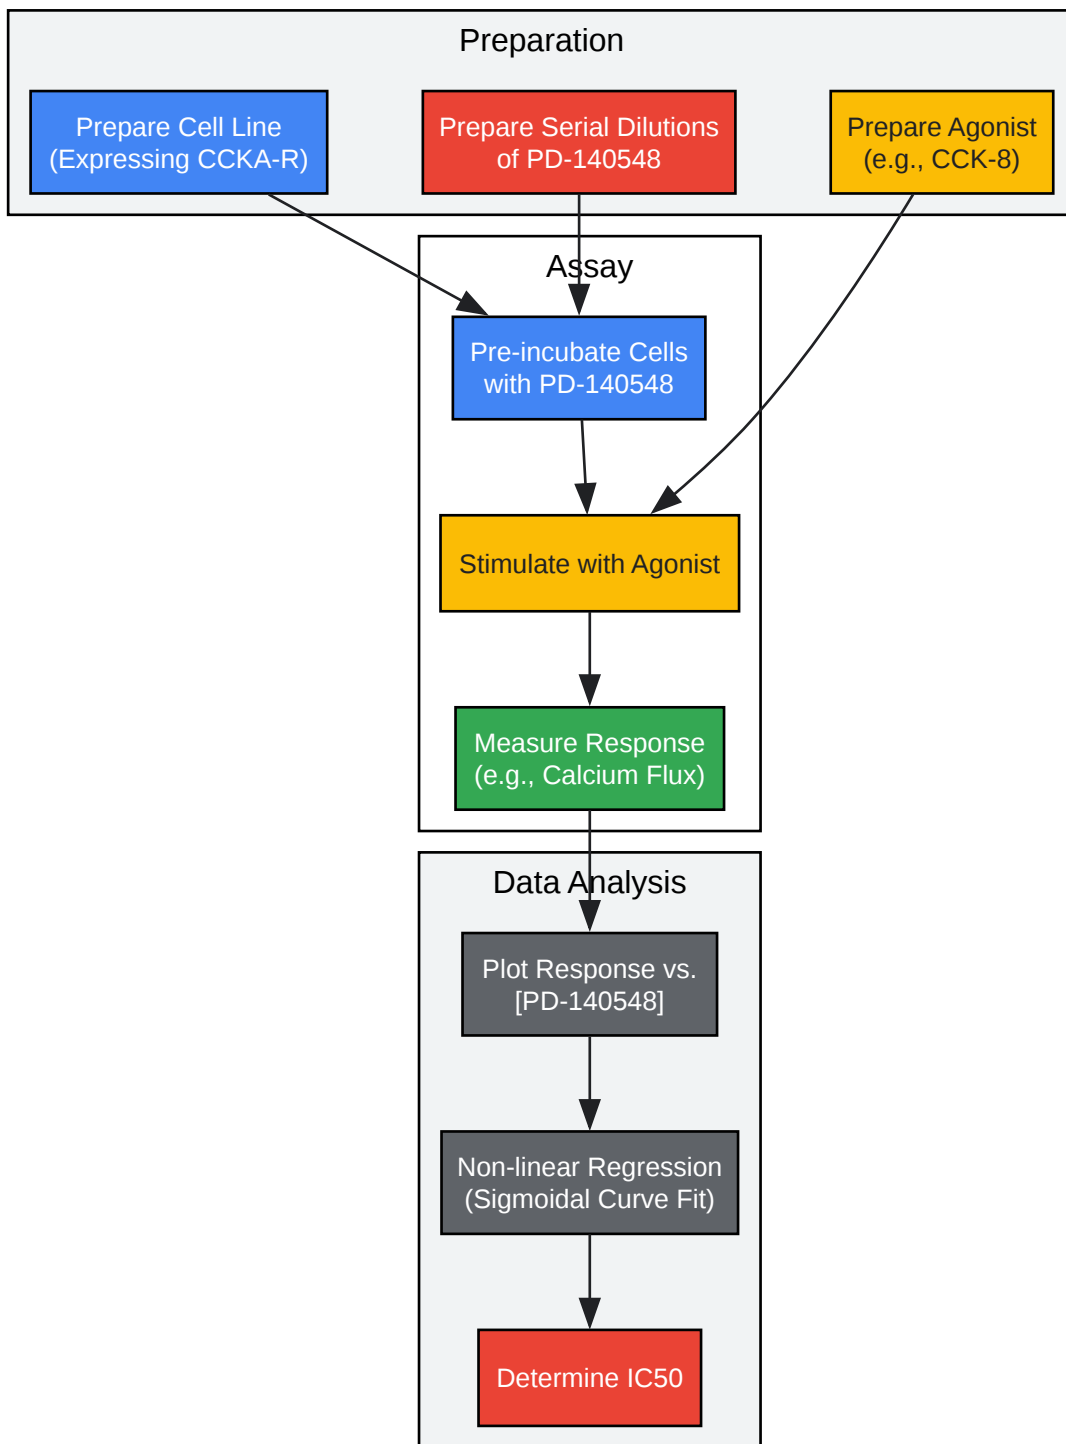 Preparation
Prepare Cell Line
(Expressing CCKA-R)
Prepare Serial Dilutions
of PD-140548
Prepare Agonist
(e.g., CCK-8)
Assay
Pre-incubate Cells
with PD-140548
Stimulate with Agonist
Measure Response
(e.g., Calcium Flux)
Data Analysis
Plot Response vs.
[PD-140548]
Non-linear Regression
(Sigmoidal Curve Fit)
Determine IC50